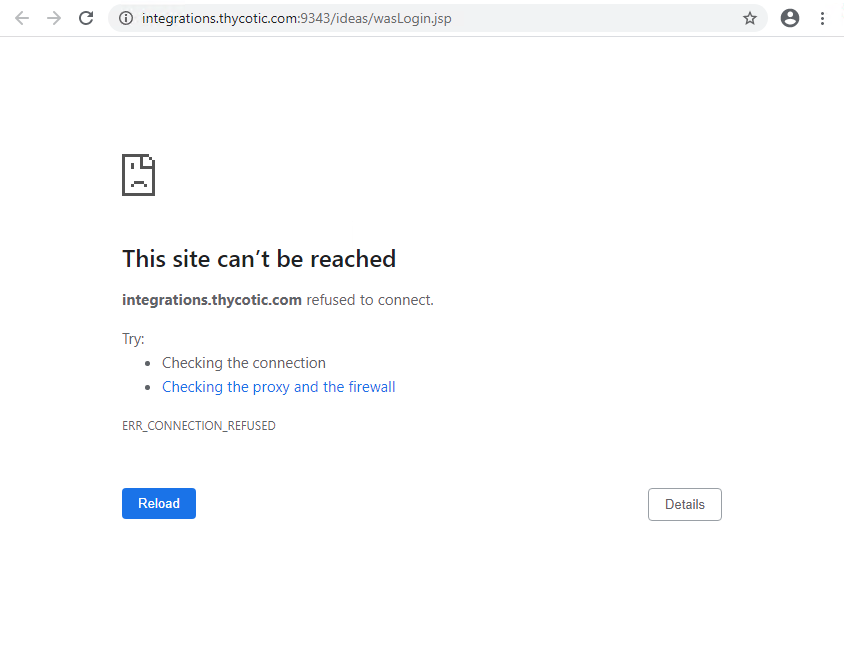 integrations.thycotic.com:9343/ideas/wasLogin.jsp
This site can’t be reached
integrations.thycotic.com refused to connect.
Try:
• Checking the connection
• Checking the proxy and the firewall
ERR_CONNECTION_REFUSED
Reload Details